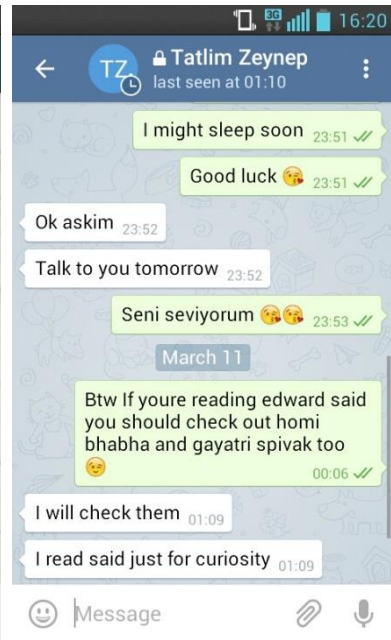 3G 16:20
TZ Tatlim Zeynep
last seen at 01:10
I might sleep soon 23:51
Good luck 😘 23:51
Ok askim 23:52
Talk to you tomorrow 23:52
Seni seviyorum 😘😘 23:53
March 11
Btw If youre reading edward said
you should check out homi
bhabha and gayatri spivak too
😉 00:06
I will check them 01:09
I read said just for curiosity 01:09
Message